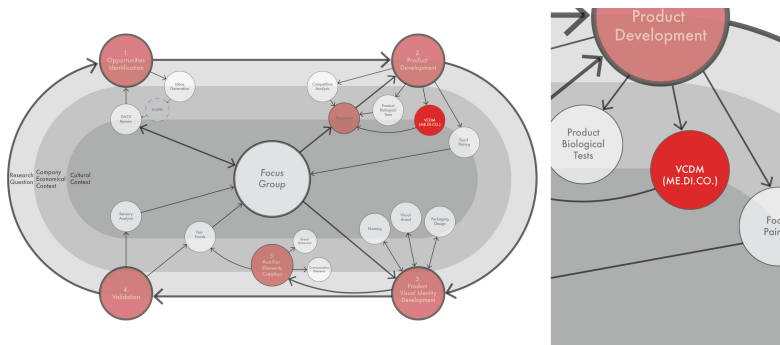 1.
Opportunities
Identification
2.
Product
Development
Ideas
Generation
SWOT
Review
Competitor
Analysis
Product
Biological
Tests
VCDM
(ME.DI.CO.)
Food
Pairing
Focus
Group
Research
Question
Company
Economical
Context
Cultural
Context
Sensory
Analysis
Fair
Naming
Visual
Brand
Packaging
Design
5.
Auxiliar
Elements
Creation
4.
Validation
3.
Product
Visual Identity
Development
Product
Development
Product
Biological
Tests
VCDM
(ME.DI.CO.)
Foo
Pairi